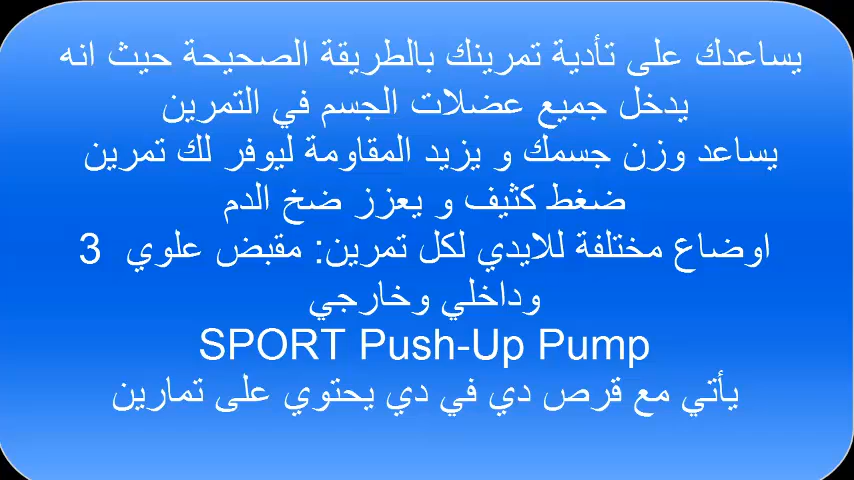 يساعدك على تأدية تمرينك بالطريقة الصحيحة حيث انه
يدخل جميع عضلات الجسم في التمرين
يساعد وزن جسمك و يزيد المقاومة ليوفر لك تمرين
ضغط كثيف و يعزز ضخ الدم
اوضاع مختلفة للايدي لكل تمرين: مقبض علوي 3
وداخلي وخارجي
SPORT Push-Up Pump
يأتي مع قرص دي في دي يحتوي على تمارين